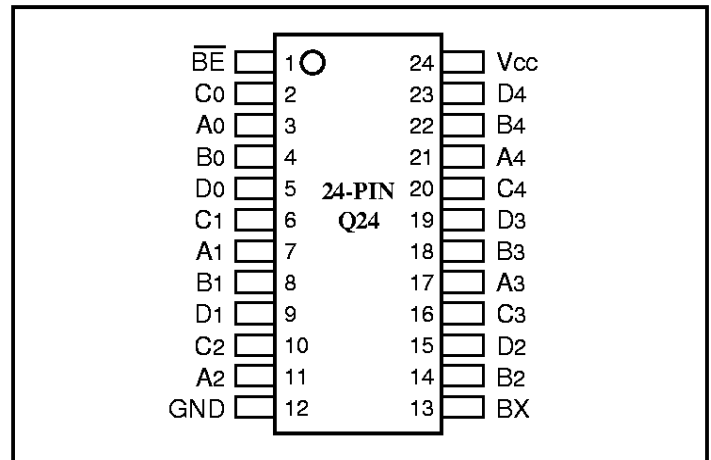 B̅E̅ 1 24 Vcc
C0 2 23 D4
A0 3 22 B4
B0 4 21 A4
D0 5 24-PIN 20 C4
C1 6 Q24 19 D3
A1 7 18 B3
B1 8 17 A3
D1 9 16 C3
C2 10 15 D2
A2 11 14 B2
GND 12 13 BX